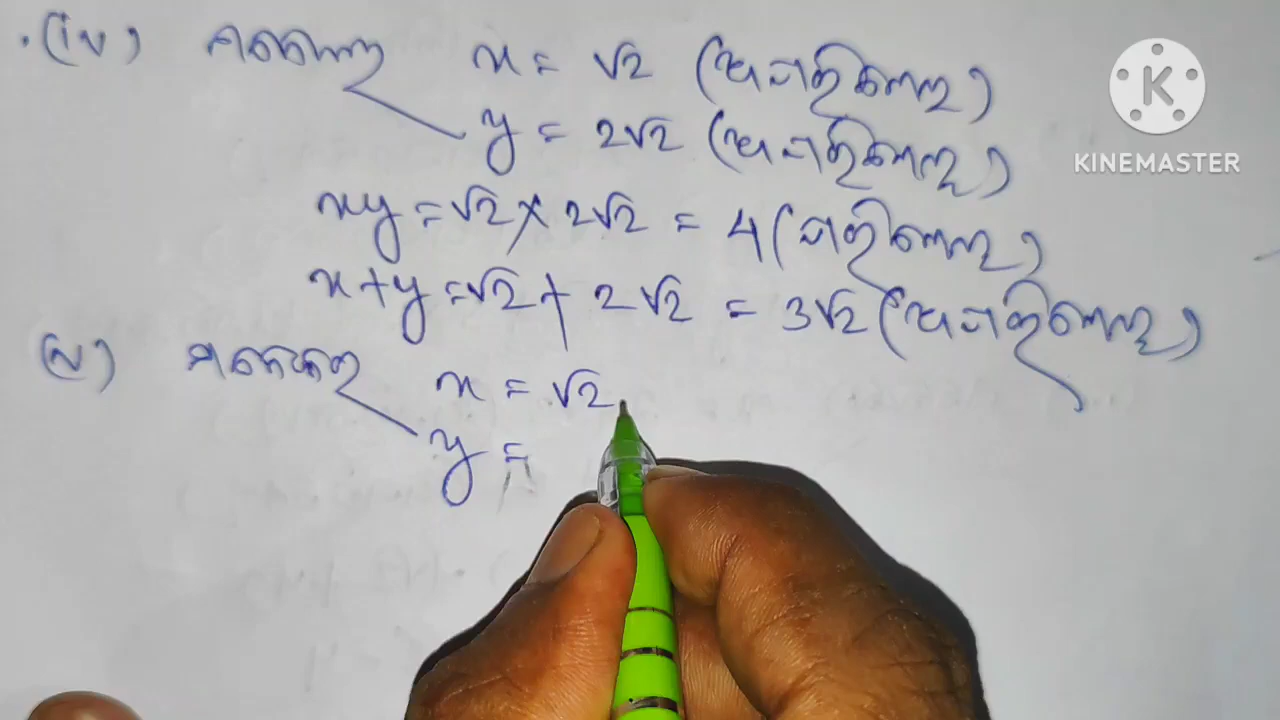 (iv) ମନେକର x = √2 (ଅପରିମେୟ)
y = 2√2 (ଅପରିମେୟ)
xy = √2 × 2√2 = 4 (ପରିମେୟ)
x + y = √2 + 2√2 = 3√2 (ଅପରିମେୟ)
(v) ମନେକର x = √2
y =
K
KINEMASTER